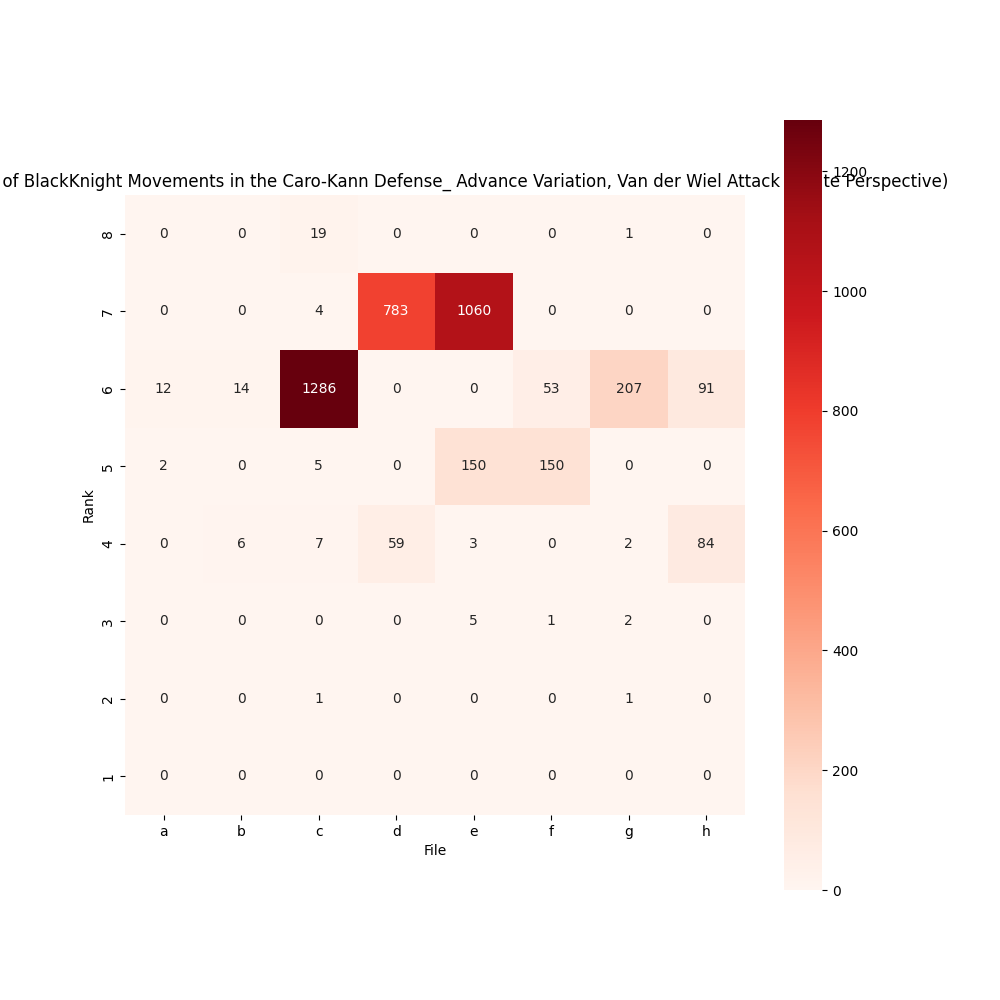 of BlackKnight Movements in the Caro-Kann Defense_ Advance Variation, Van der Wiel Attack Perspective)
8 0 0 19 0 0 0 1 0
7 0 0 4 783 1060 0 0 0
6 12 14 1286 0 0 53 207 91
5 2 0 5 0 150 150 0 0
Rank
4 0 6 7 59 3 0 2 84
3 0 0 0 0 5 1 2 0
2 0 0 1 0 0 0 1 0
1 0 0 0 0 0 0 0 0
a b c d e f g h
File
1200
1000
800
600
400
200
0